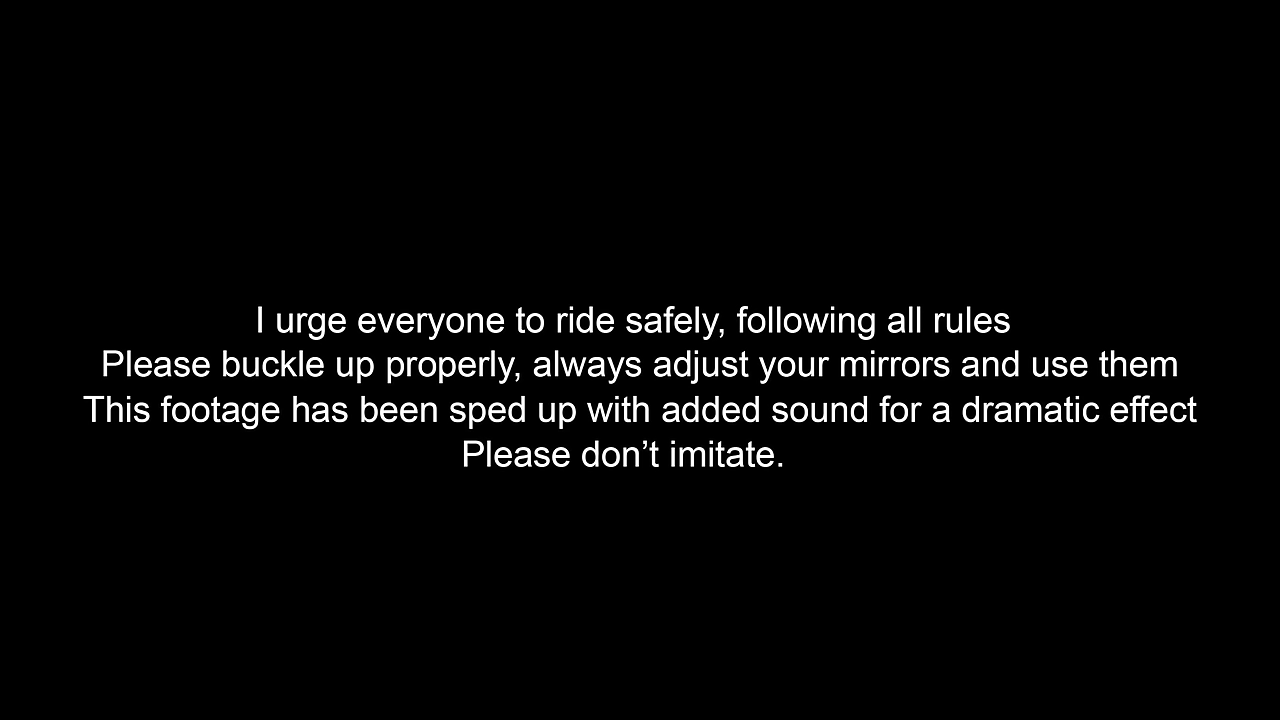 I urge everyone to ride safely, following all rules
Please buckle up properly, always adjust your mirrors and use them
This footage has been sped up with added sound for a dramatic effect
Please don’t imitate.